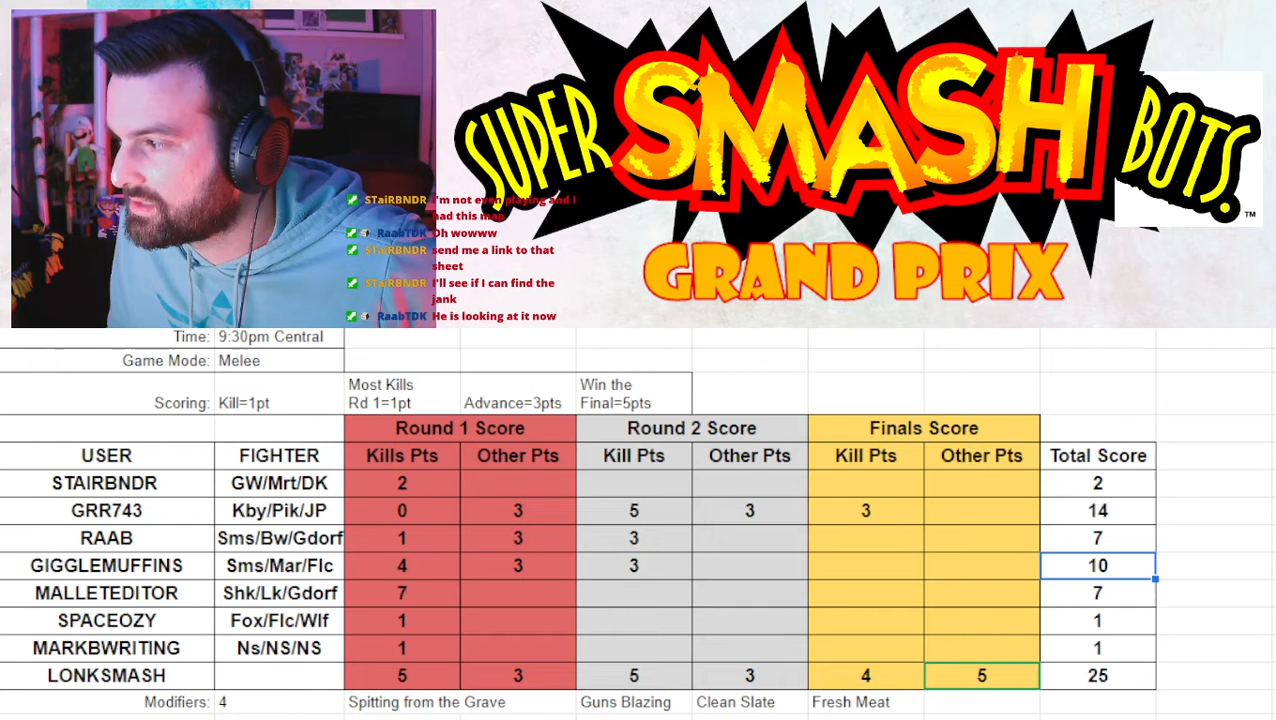 SUPER SMASH BOTS.™
GRAND PRIX
STaiRBNDR I'm not even playing and I
had this map
RaabTDK Oh wowww
STaiRBNDR send me a link to that
sheet
STaiRBNDR I'll see if I can find the
jank
RaabTDK He is looking at it now
Time: 9:30pm Central
Game Mode: Melee
Scoring: Kill=1pt Most Kills Rd 1=1pt Advance=3pts Win the Final=5pts
Round 1 Score Round 2 Score Finals Score
USER FIGHTER Kills Pts Other Pts Kill Pts Other Pts Kill Pts Other Pts Total Score
STAIRBNDR GW/Mrt/DK 2 2
GRR743 Kby/Pik/JP 0 3 5 3 3 14
RAAB Sms/Bw/Gdorf 1 3 3 7
GIGGLEMUFFINS Sms/Mar/Flc 4 3 3 10
MALLETEDITOR Shk/Lk/Gdorf 7 7
SPACEOZY Fox/Flc/Wlf 1 1
MARKBWRITING Ns/NS/NS 1 1
LONKSMASH 5 3 5 3 4 5 25
Modifiers: 4 Spitting from the Grave Guns Blazing Clean Slate Fresh Meat